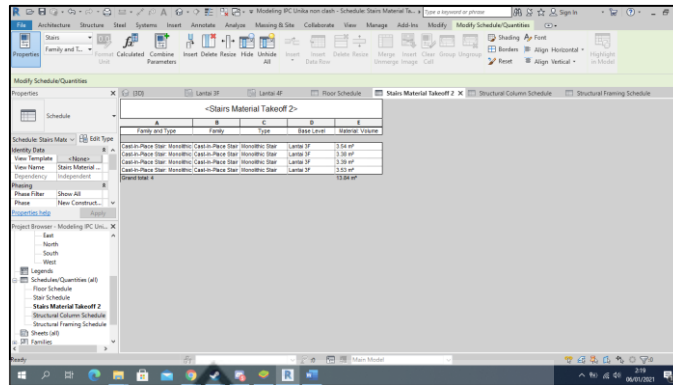 Modeling IPC Unika non clash - Schedule: Stairs Material Ta...
Type a keyword or phrase
Sign In
File Architecture Structure Steel Systems Insert Annotate Analyze Massing & Site Collaborate View Manage Add-Ins Modify Modify Schedule/Quantities
Properties
Stairs
Family and T...
Format Unit
Calculated
Combine Parameters
Insert Delete Resize Hide Unhide All
Insert Insert Data Row
Delete Resize
Merge Unmerge Insert Image Clear Cell Group Ungroup
Shading Font
Borders Align Horizontal
Reset Align Vertical
Highlight in Model
Modify Schedule/Quantities
Properties X
{3D} Lantai 3F Lantai 4F Floor Schedule Stairs Material Takeoff 2 X Structural Column Schedule Structural Framing Schedule
Schedule
Schedule: Stairs Mate Edit Type
Identity Data
View Template <None>
View Name Stairs Material ...
Dependency Independent
Phasing
Phase Filter Show All
Phase New Construct...
Properties help Apply
<Stairs Material Takeoff 2>
A B C D E
Family and Type Family Type Base Level Material: Volume
Cast-In-Place Stair: Monolithic Cast-In-Place Stair Monolithic Stair Lantai 3F 3.54 m³
Cast-In-Place Stair: Monolithic Cast-In-Place Stair Monolithic Stair Lantai 3F 3.38 m³
Cast-In-Place Stair: Monolithic Cast-In-Place Stair Monolithic Stair Lantai 3F 3.39 m³
Cast-In-Place Stair: Monolithic Cast-In-Place Stair Monolithic Stair Lantai 3F 3.53 m³
Grand total: 4 13.84 m³
Project Browser - Modeling IPC Uni... X
East
North
South
West
Legends
Schedules/Quantities (all)
Floor Schedule
Stair Schedule
Stairs Material Takeoff 2
Structural Column Schedule
Structural Framing Schedule
Sheets (all)
Families
Ready
Main Model
2:19
06/01/2021